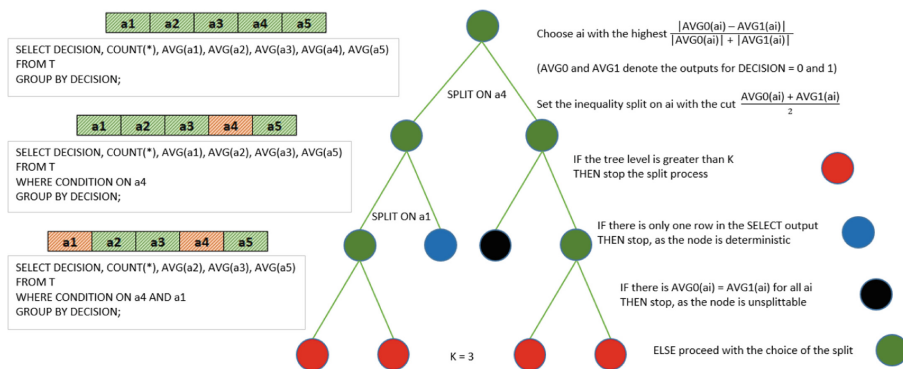 a1 a2 a3 a4 a5
SELECT DECISION, COUNT(*), AVG(a1), AVG(a2), AVG(a3), AVG(a4), AVG(a5)
FROM T
GROUP BY DECISION;
a1 a2 a3 a4 a5
SELECT DECISION, COUNT(*), AVG(a1), AVG(a2), AVG(a3), AVG(a5)
FROM T
WHERE CONDITION ON a4
GROUP BY DECISION;
a1 a2 a3 a4 a5
SELECT DECISION, COUNT(*), AVG(a2), AVG(a3), AVG(a5)
FROM T
WHERE CONDITION ON a4 AND a1
GROUP BY DECISION;
SPLIT ON a4
SPLIT ON a1
K = 3
Choose ai with the highest |AVG0(ai) − AVG1(ai)| / |AVG0(ai)| + |AVG1(ai)|
(AVG0 and AVG1 denote the outputs for DECISION = 0 and 1)
Set the inequality split on ai with the cut AVG0(ai) + AVG1(ai) / 2
IF the tree level is greater than K
THEN stop the split process
IF there is only one row in the SELECT output
THEN stop, as the node is deterministic
IF there is AVG0(ai) = AVG1(ai) for all ai
THEN stop, as the node is unsplittable
ELSE proceed with the choice of the split